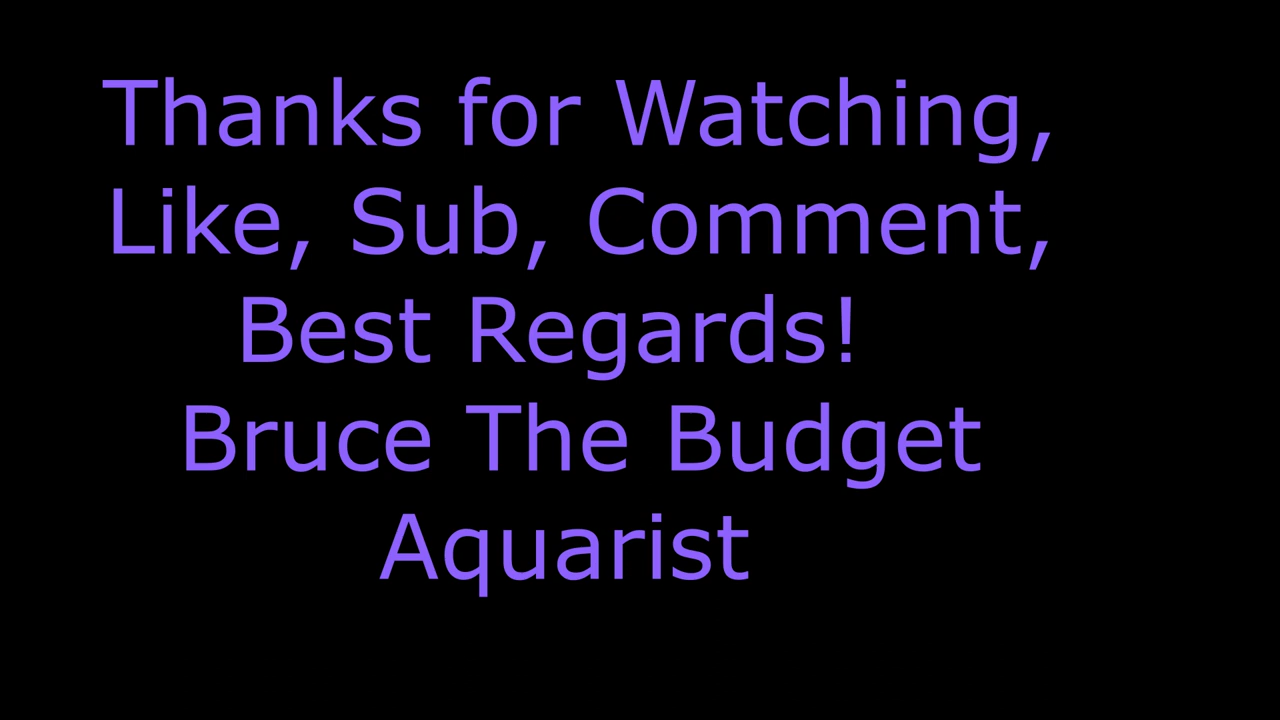 Thanks for Watching,
Like, Sub, Comment,
Best Regards!
Bruce The Budget
Aquarist